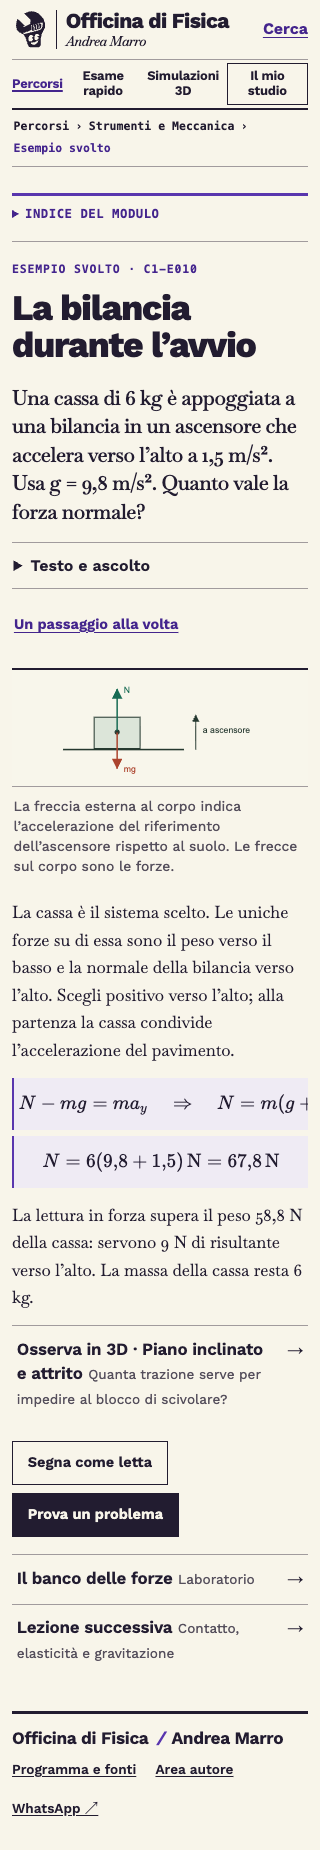 Officina di Fisica
Andrea Marro
Cerca
Percorsi
Esame rapido
Simulazioni 3D
Il mio studio
Percorsi › Strumenti e Meccanica ›
Esempio svolto
▶ INDICE DEL MODULO
ESEMPIO SVOLTO · C1–E010
La bilancia
durante l’avvio
Una cassa di 6 kg è appoggiata a
una bilancia in un ascensore che
accelera verso l’alto a 1,5 m/s².
Usa g = 9,8 m/s². Quanto vale la
forza normale?
▶ Testo e ascolto
Un passaggio alla volta
N
a ascensore
mg
La freccia esterna al corpo indica
l’accelerazione del riferimento
dell’ascensore rispetto al suolo. Le frecce
sul corpo sono le forze.
La cassa è il sistema scelto. Le uniche
forze su di essa sono il peso verso il
basso e la normale della bilancia verso
l’alto. Scegli positivo verso l’alto; alla
partenza la cassa condivide
l’accelerazione del pavimento.
N − mg = ma_y ⇒ N = m(g +
N = 6(9,8 + 1,5) N = 67,8 N
La lettura in forza supera il peso 58,8 N
della cassa: servono 9 N di risultante
verso l’alto. La massa della cassa resta 6
kg.
Osserva in 3D · Piano inclinato →
e attrito Quanta trazione serve per
impedire al blocco di scivolare?
Segna come letta
Prova un problema
Il banco delle forze Laboratorio →
Lezione successiva Contatto, →
elasticità e gravitazione
Officina di Fisica / Andrea Marro
Programma e fonti Area autore
WhatsApp ↗